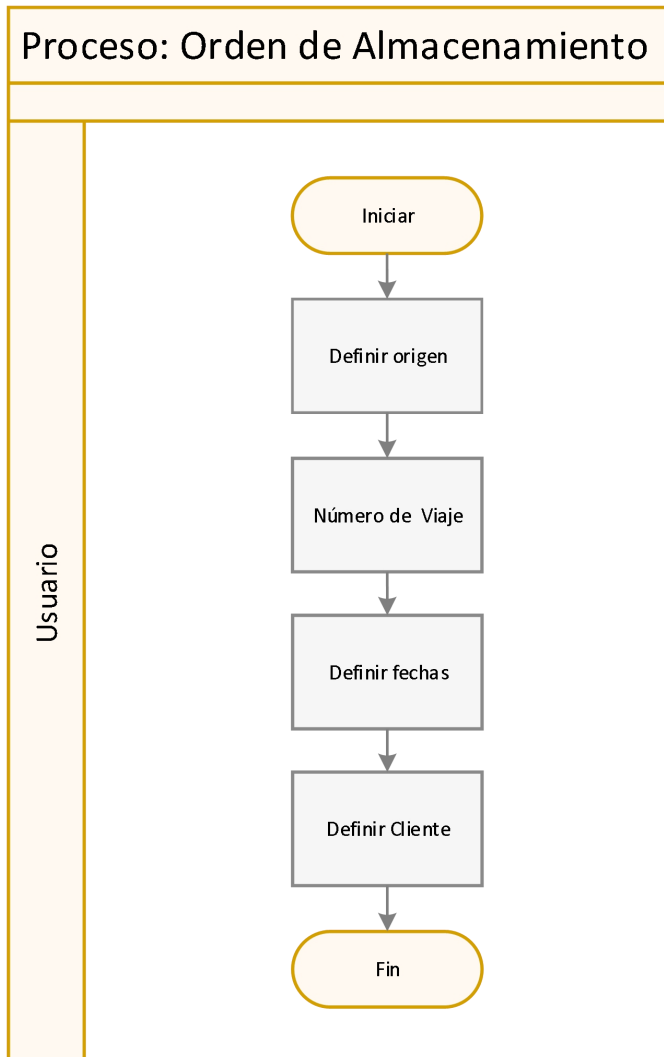 Proceso: Orden de Almacenamiento
Usuario
Iniciar
Definir origen
Número de Viaje
Definir fechas
Definir Cliente
Fin